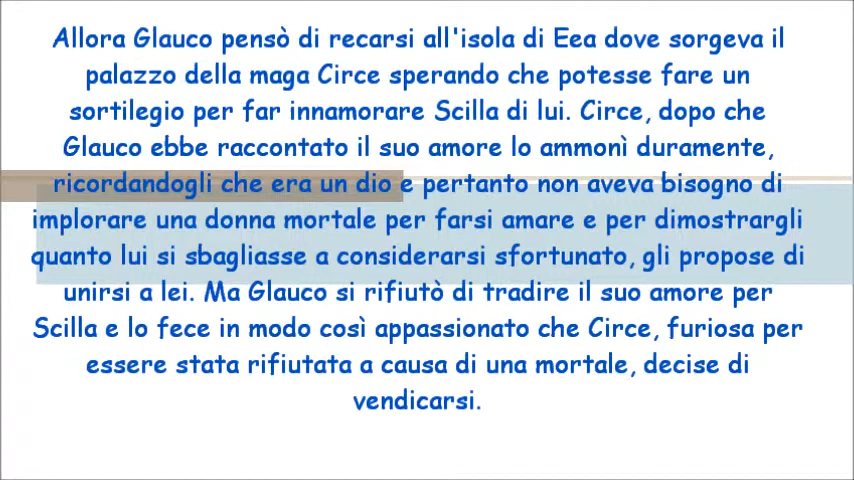 Allora Glauco pensò di recarsi all'isola di Eea dove sorgeva il
palazzo della maga Circe sperando che potesse fare un
sortilegio per far innamorare Scilla di lui. Circe, dopo che
Glauco ebbe raccontato il suo amore lo ammonì duramente,
ricordandogli che era un dio e pertanto non aveva bisogno di
implorare una donna mortale per farsi amare e per dimostrargli
quanto lui si sbagliasse a considerarsi sfortunato, gli propose di
unirsi a lei. Ma Glauco si rifiutò di tradire il suo amore per
Scilla e lo fece in modo così appassionato che Circe, furiosa per
essere stata rifiutata a causa di una mortale, decise di
vendicarsi.